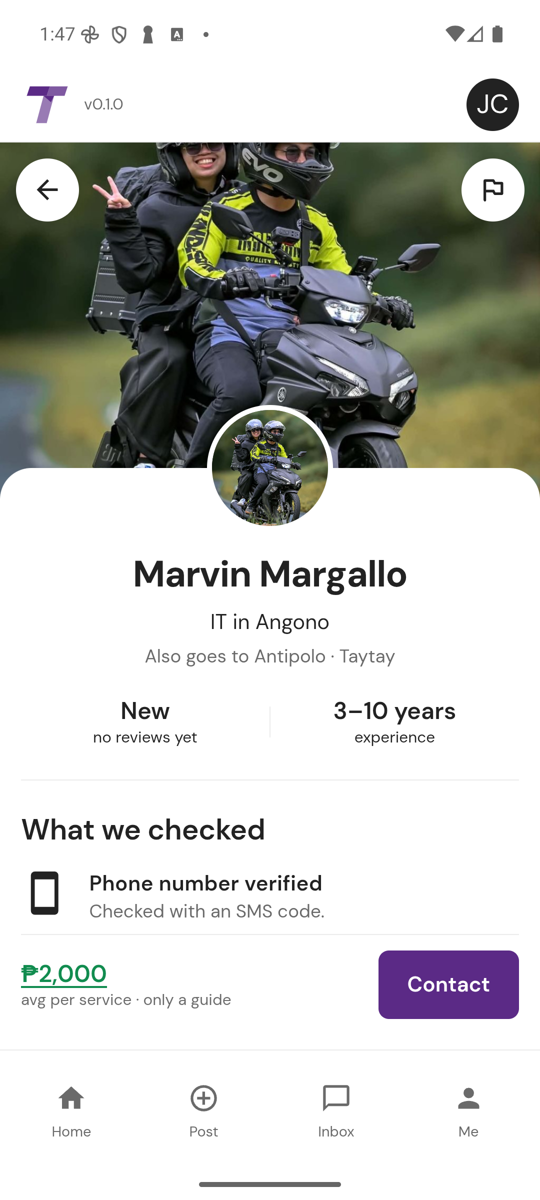 1:47
v0.1.0
JC
EVO
Marvin Margallo
IT in Angono
Also goes to Antipolo · Taytay
New
no reviews yet
3–10 years
experience
What we checked
Phone number verified
Checked with an SMS code.
₱2,000
avg per service · only a guide
Contact
Home
Post
Inbox
Me